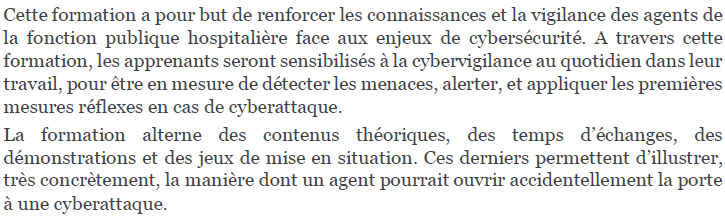 Cette formation a pour but de renforcer les connaissances et la vigilance des agents de
la fonction publique hospitalière face aux enjeux de cybersécurité. A travers cette
formation, les apprenants seront sensibilisés à la cybervigilance au quotidien dans leur
travail, pour être en mesure de détecter les menaces, alerter, et appliquer les premières
mesures réflexes en cas de cyberattaque.
La formation alterne des contenus théoriques, des temps d’échanges, des
démonstrations et des jeux de mise en situation. Ces derniers permettent d’illustrer,
très concrètement, la manière dont un agent pourrait ouvrir accidentellement la porte
à une cyberattaque.